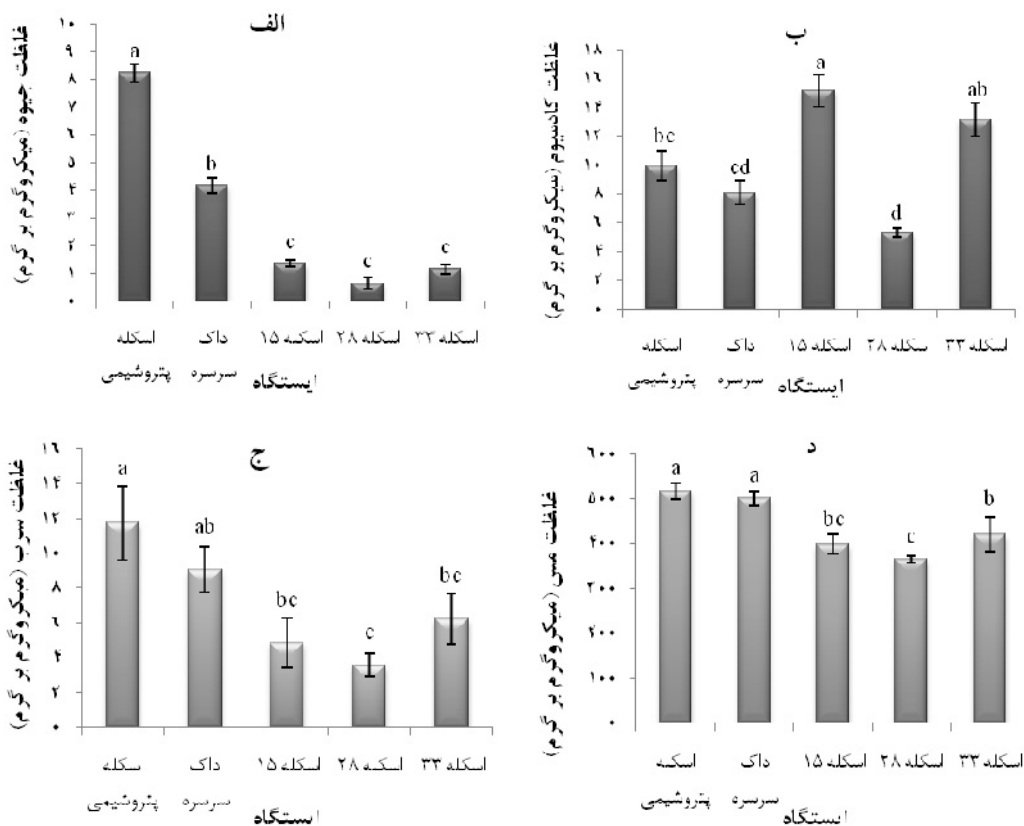 الف
غلظت جیوه (میکروگرم بر گرم)
۱۰
۹
۸
۷
۶
۵
۴
۳
۲
۱
۰
a
b
c
c
c
اسکله پتروشیمی
داک سرسره
اسکله ۱۵
اسکله ۲۸
اسکله ۳۳
ایستگاه
ب
غلظت کادمیوم (میکروگرم بر گرم)
۱۸
۱۶
۱۴
۱۲
۱۰
۸
۶
۴
۲
۰
bc
cd
a
d
ab
اسکله پتروشیمی
داک سرسره
اسکله ۱۵
اسکله ۲۸
اسکله ۳۳
ایستگاه
ج
غلظت سرب (میکروگرم بر گرم)
۱۶
۱۴
۱۲
۱۰
۸
۶
۴
۲
۰
a
ab
bc
c
bc
اسکله پتروشیمی
داک سرسره
اسکله ۱۵
اسکله ۲۸
اسکله ۳۳
ایستگاه
د
غلظت مس (میکروگرم بر گرم)
۶۰۰
۵۰۰
۴۰۰
۳۰۰
۲۰۰
۱۰۰
۰
a
a
bc
c
b
اسکله پتروشیمی
داک سرسره
اسکله ۱۵
اسکله ۲۸
اسکله ۳۳
ایستگاه